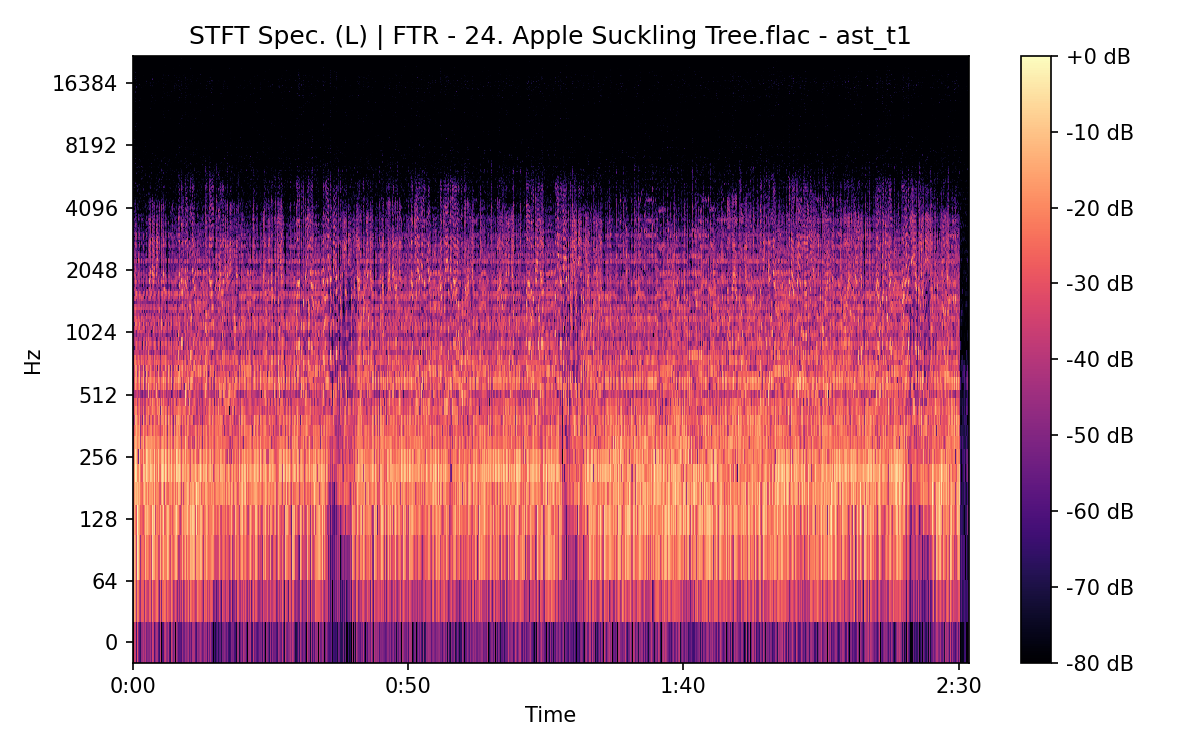 STFT Spec. (L) | FTR - 24. Apple Suckling Tree.flac - ast_t1
16384
8192
4096
2048
1024
512
256
128
64
0
Hz
0:00
0:50
1:40
2:30
Time
+0 dB
-10 dB
-20 dB
-30 dB
-40 dB
-50 dB
-60 dB
-70 dB
-80 dB